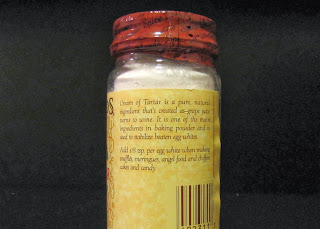 Spice
Cream of Tartar is a pure, natural
ingredient that's created as grape juice
turns to wine. It is one of the main
ingredients in baking powder and is
used to stabilize beaten egg whites.
Add 1/8 tsp. per egg white when making
soufflés, meringues, angel food and chiffon
cakes and candy.